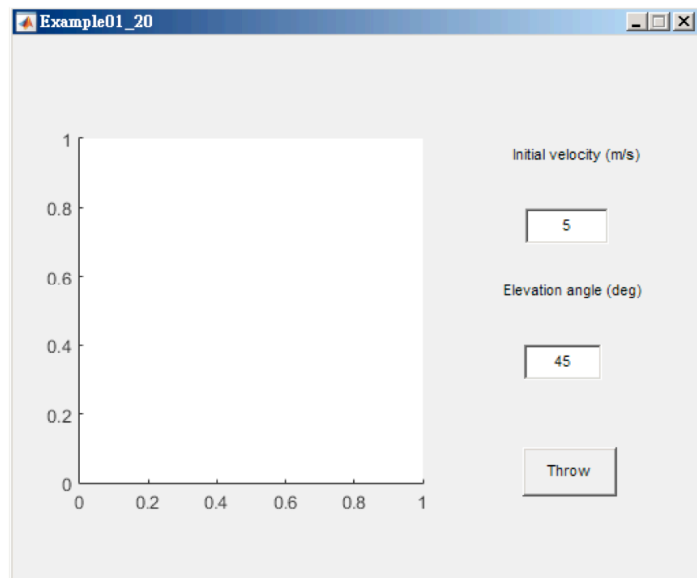 Example01_20
Initial velocity (m/s)
5
Elevation angle (deg)
45
Throw
1
0.8
0.6
0.4
0.2
0
0 0.2 0.4 0.6 0.8 1